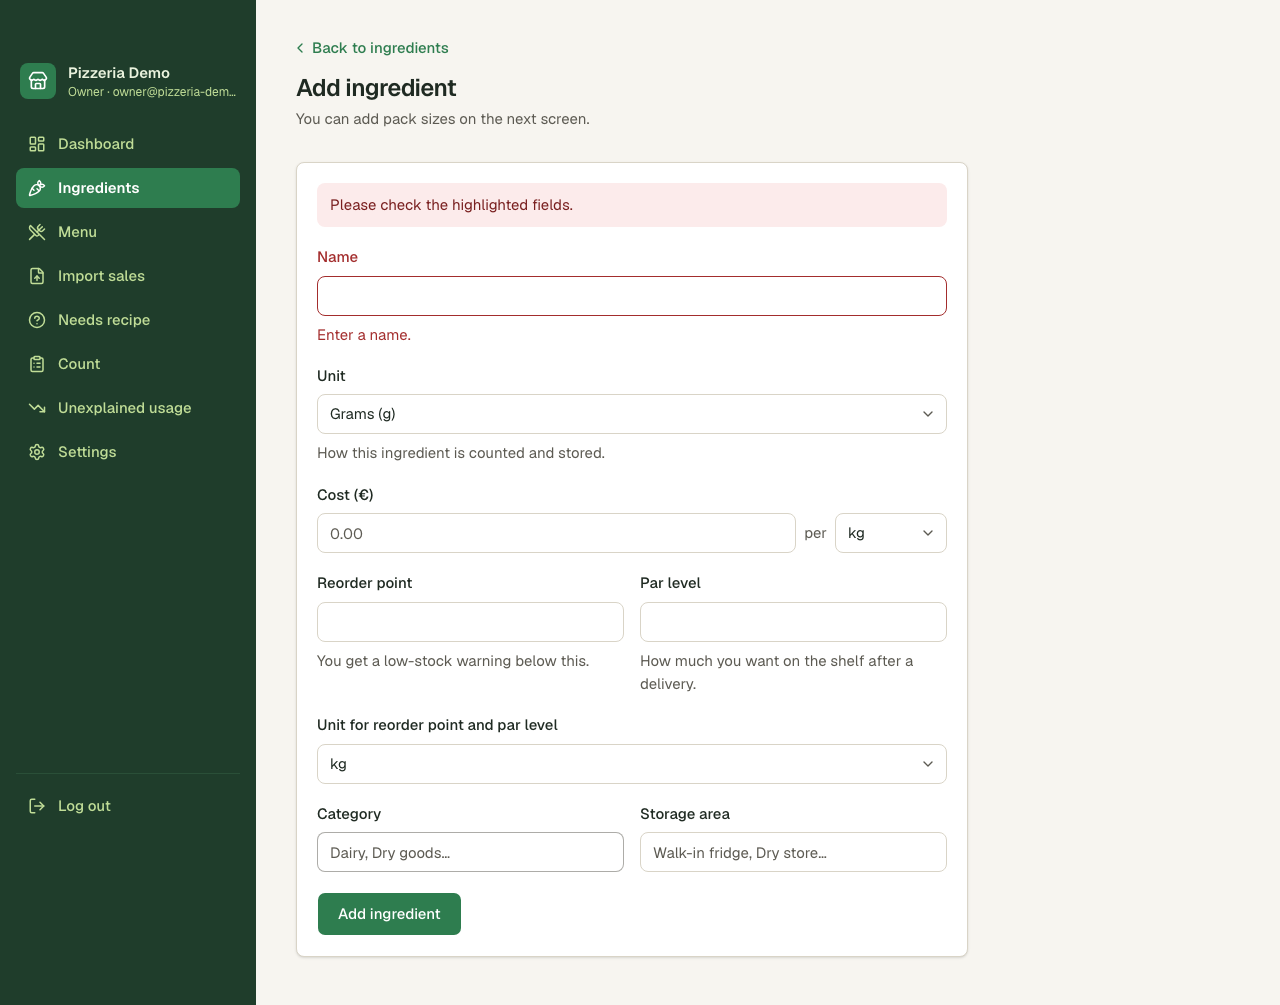 Pizzeria Demo
Owner · owner@pizzeria-dem…
Dashboard
Ingredients
Menu
Import sales
Needs recipe
Count
Unexplained usage
Settings
Log out
Back to ingredients
Add ingredient
You can add pack sizes on the next screen.
Please check the highlighted fields.
Name
Enter a name.
Unit
Grams (g)
How this ingredient is counted and stored.
Cost (€)
0.00 per kg
Reorder point
You get a low-stock warning below this.
Par level
How much you want on the shelf after a
delivery.
Unit for reorder point and par level
kg
Category
Dairy, Dry goods…
Storage area
Walk-in fridge, Dry store…
Add ingredient